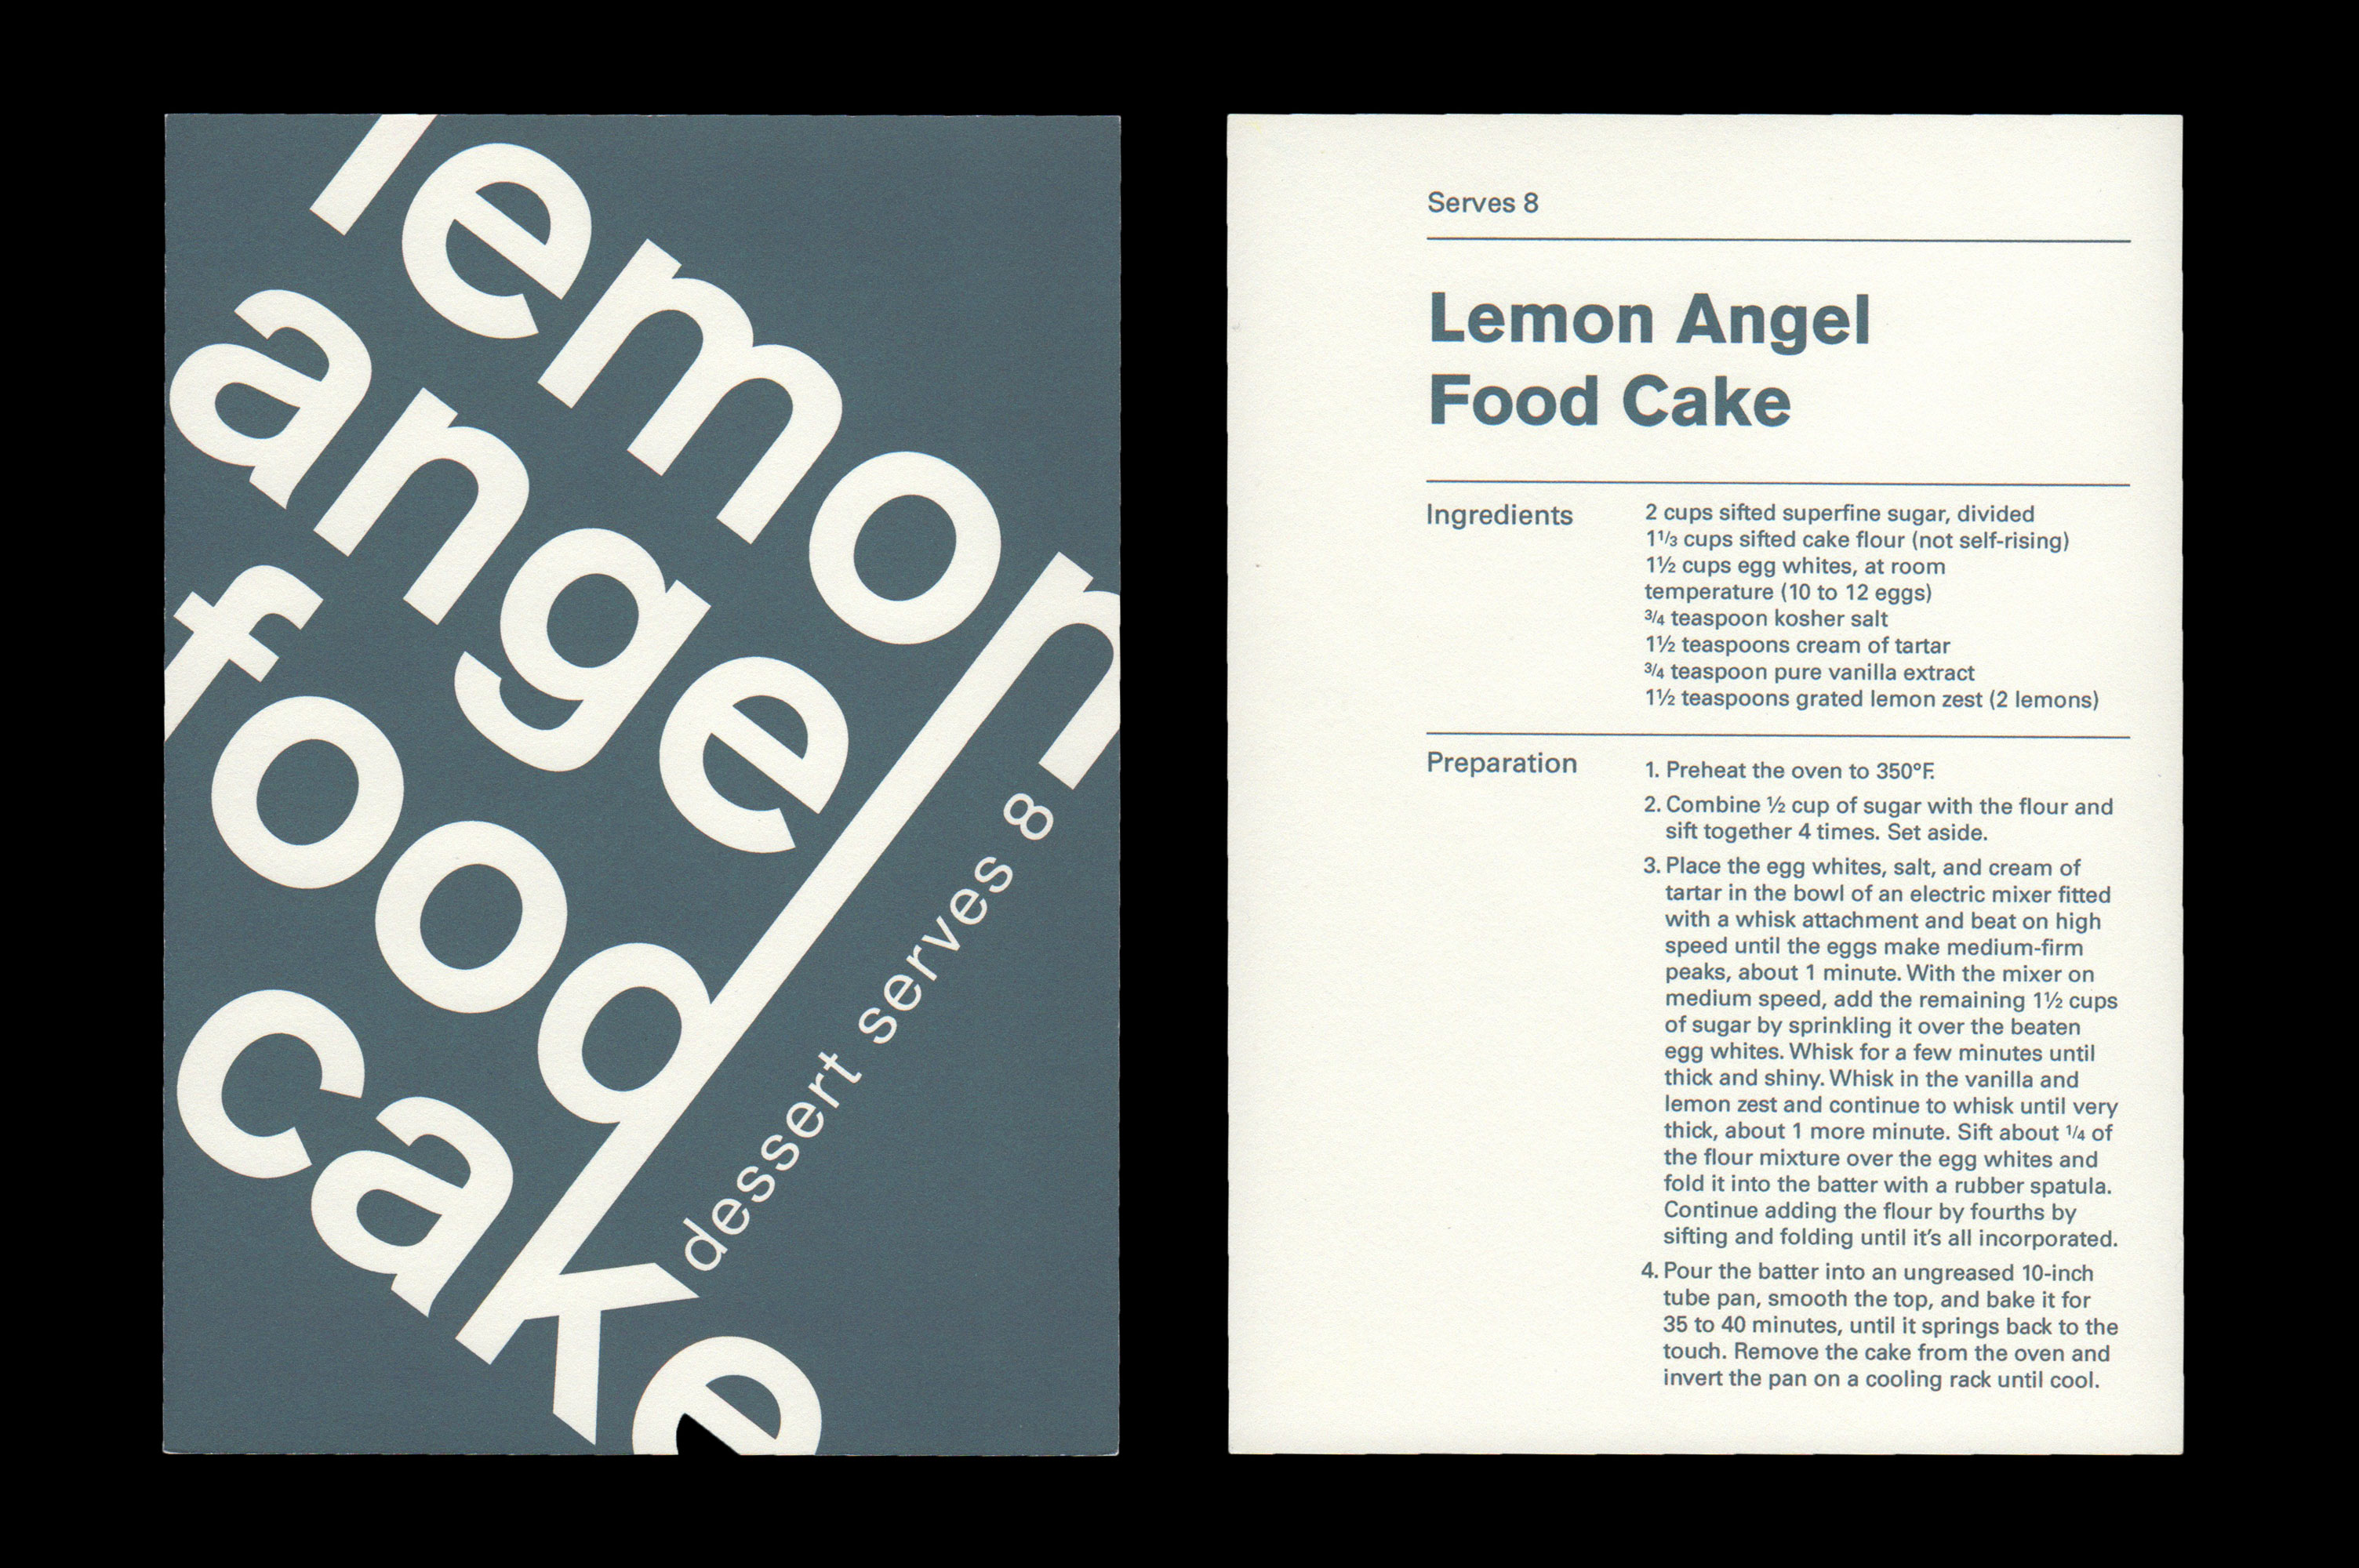 lemon
angel
food
cake
dessert serves 8
Serves 8
Lemon Angel
Food Cake
Ingredients
2 cups sifted superfine sugar, divided
1 1/3 cups sifted cake flour (not self-rising)
1½ cups egg whites, at room
temperature (10 to 12 eggs)
3/4 teaspoon kosher salt
1½ teaspoons cream of tartar
3/4 teaspoon pure vanilla extract
1½ teaspoons grated lemon zest (2 lemons)
Preparation
1. Preheat the oven to 350°F.
2. Combine ½ cup of sugar with the flour and
sift together 4 times. Set aside.
3. Place the egg whites, salt, and cream of
tartar in the bowl of an electric mixer fitted
with a whisk attachment and beat on high
speed until the eggs make medium-firm
peaks, about 1 minute. With the mixer on
medium speed, add the remaining 1½ cups
of sugar by sprinkling it over the beaten
egg whites. Whisk for a few minutes until
thick and shiny. Whisk in the vanilla and
lemon zest and continue to whisk until very
thick, about 1 more minute. Sift about 1/4 of
the flour mixture over the egg whites and
fold it into the batter with a rubber spatula.
Continue adding the flour by fourths by
sifting and folding until it's all incorporated.
4. Pour the batter into an ungreased 10-inch
tube pan, smooth the top, and bake it for
35 to 40 minutes, until it springs back to the
touch. Remove the cake from the oven and
invert the pan on a cooling rack until cool.